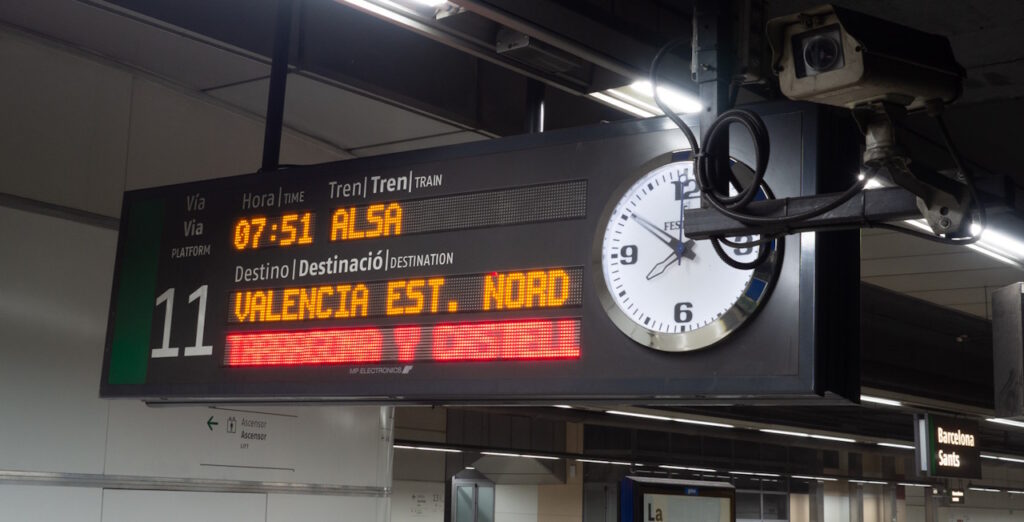 Vía
Via
PLATFORM
11
Hora | TIME
Tren | Tren | TRAIN
07:51 ALSA
Destino | Destinació | DESTINATION
VALENCIA EST. NORD
TARRAGONA Y CASTELL
MP ELECTRONICS
12
9
6
Ascensor
Ascensor
LIFT
Barcelona
Sants
La